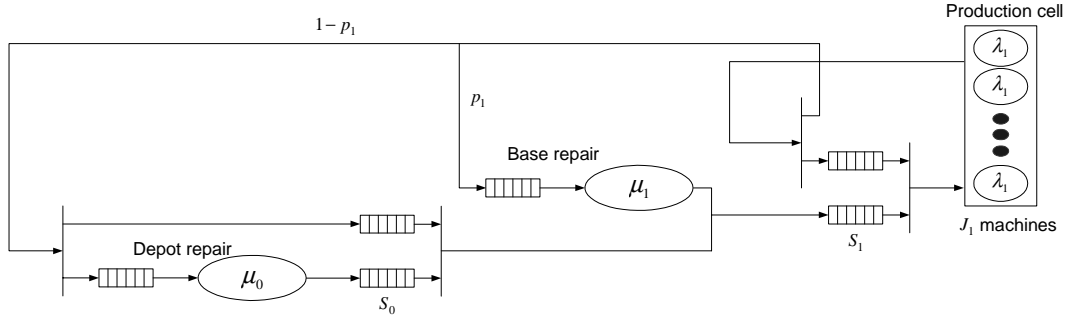 Production cell
1 − p₁
λ₁
λ₁
p₁
Base repair
μ₁
λ₁
S₁
J₁ machines
Depot repair
μ₀
S₀